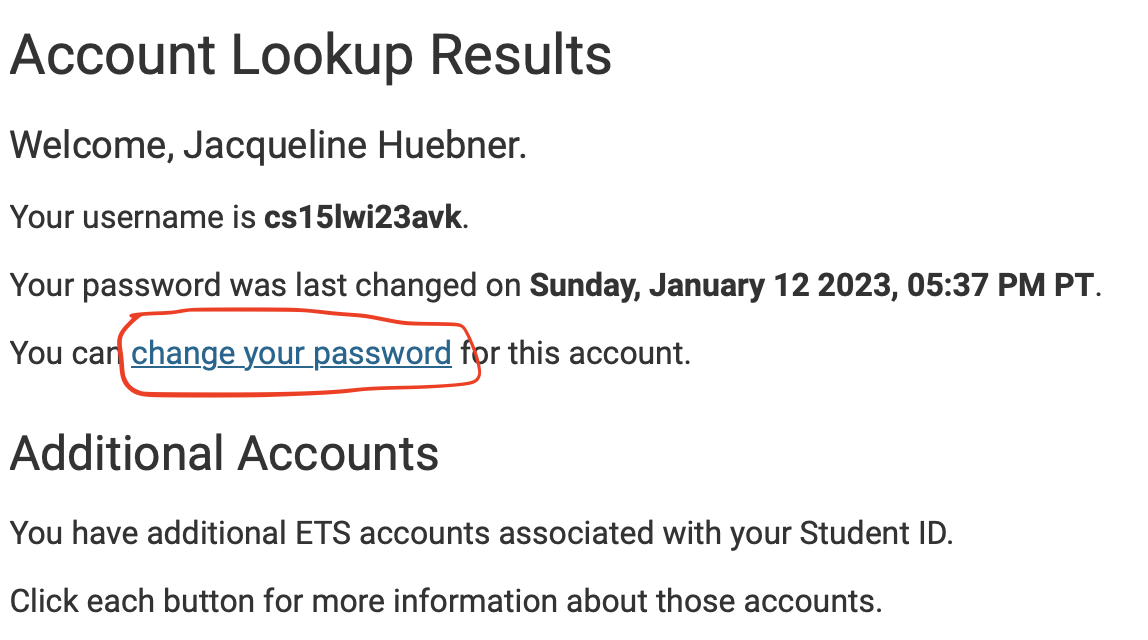 Account Lookup Results
Welcome, Jacqueline Huebner.
Your username is cs15lwi23avk.
Your password was last changed on Sunday, January 12 2023, 05:37 PM PT.
You can change your password for this account.
Additional Accounts
You have additional ETS accounts associated with your Student ID.
Click each button for more information about those accounts.